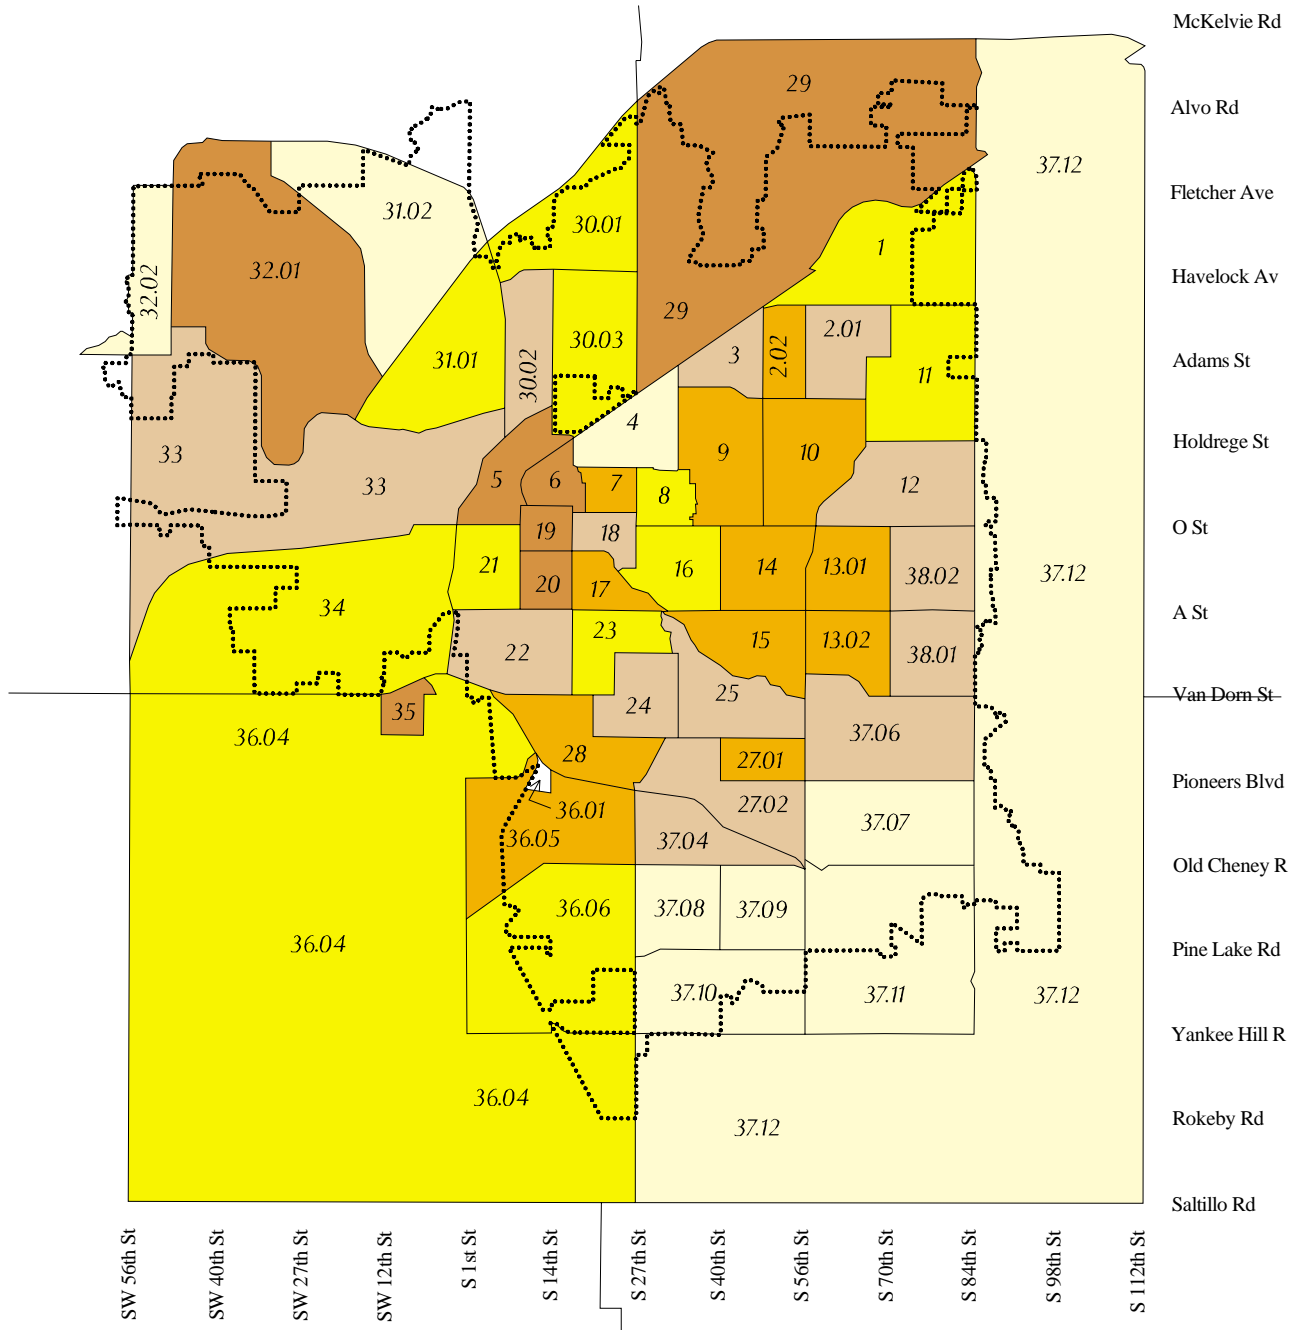 McKelvie Rd
29
Alvo Rd
37.12
Fletcher Ave
31.02
30.01
1
32.01
Havelock Av
32.02
29
30.03
2.01
31.01
3
2.02
Adams St
30.02
11
4
Holdrege St
33
9
10
33
5
6
7
8
12
O St
19
18
21
16
14
13.01
37.12
38.02
20
17
34
A St
23
22
15
13.02
38.01
25
Van Dorn St
35
24
36.04
37.06
28
27.01
Pioneers Blvd
36.01
27.02
37.07
36.05
37.04
Old Cheney R
36.06
37.08
37.09
36.04
Pine Lake Rd
37.10
37.11
37.12
Yankee Hill R
36.04
Rokeby Rd
37.12
Saltillo Rd
SW 56th St
SW 40th St
SW 27th St
SW 12th St
S 1st St
S 14th St
S 27th St
S 40th St
S 56th St
S 70th St
S 84th St
S 98th St
S 112th St